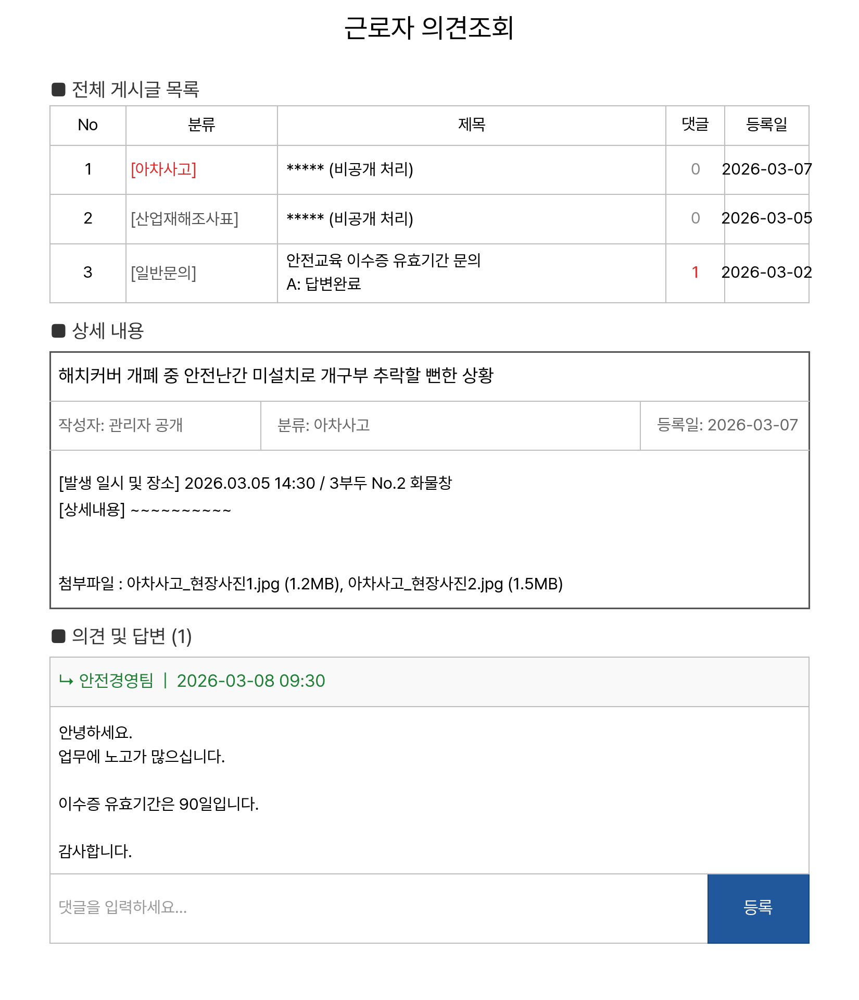 근로자 의견조회
■ 전체 게시글 목록
No 분류 제목 댓글 등록일
1 [아차사고] ***** (비공개 처리) 0 2026-03-07
2 [산업재해조사표] ***** (비공개 처리) 0 2026-03-05
3 [일반문의] 안전교육 이수증 유효기간 문의 1 2026-03-02
A: 답변완료
■ 상세 내용
해치커버 개폐 중 안전난간 미설치로 개구부 추락할 뻔한 상황
작성자: 관리자 공개 분류: 아차사고 등록일: 2026-03-07
[발생 일시 및 장소] 2026.03.05 14:30 / 3부두 No.2 화물창
[상세내용] ~~~~~~~~~~
첨부파일 : 아차사고_현장사진1.jpg (1.2MB), 아차사고_현장사진2.jpg (1.5MB)
■ 의견 및 답변 (1)
↳ 안전경영팀 | 2026-03-08 09:30
안녕하세요.
업무에 노고가 많으십니다.
이수증 유효기간은 90일입니다.
감사합니다.
댓글을 입력하세요... 등록